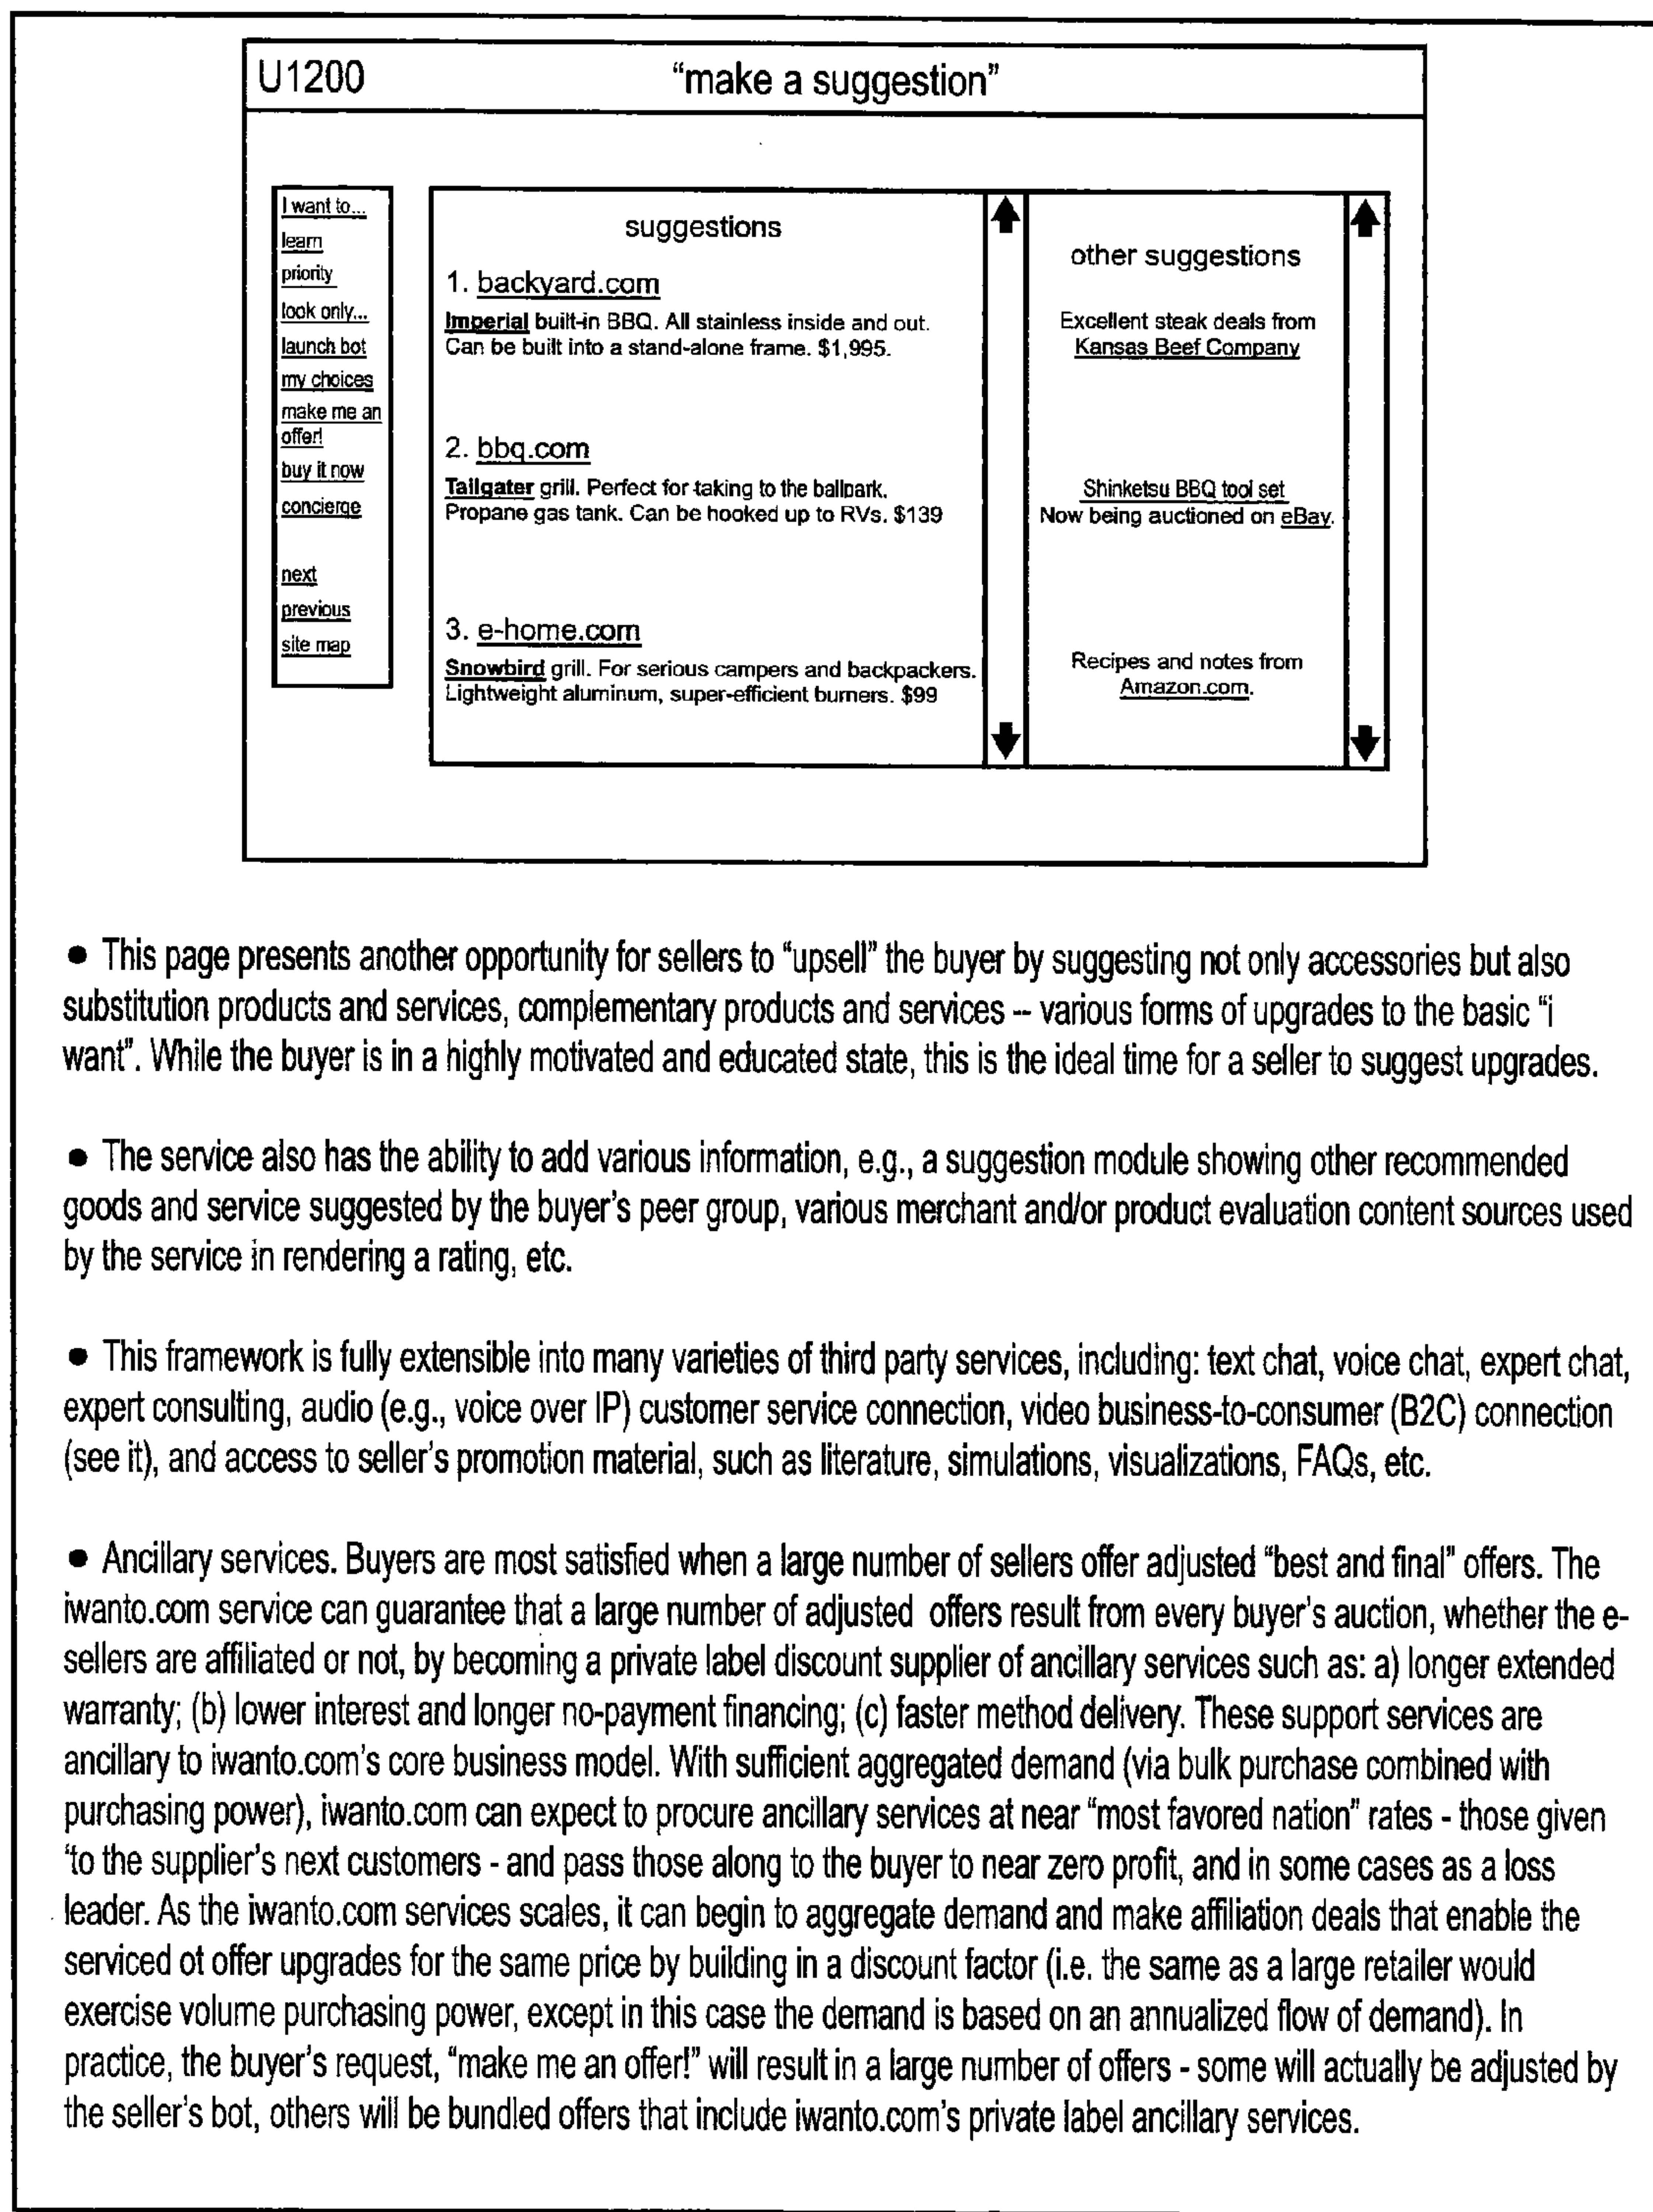 U1200
“make a suggestion”
I want to...
learn
priority
look only...
launch bot
my choices
make me an
offer!
buy it now
concierge
next
previous
site map
suggestions
1. backyard.com
Imperial built-in BBQ. All stainless inside and out.
Can be built into a stand-alone frame. $1,995.
2. bbq.com
Tailgater grill. Perfect for taking to the ballpark.
Propane gas tank. Can be hooked up to RVs. $139
3. e-home.com
Snowbird grill. For serious campers and backpackers.
Lightweight aluminum, super-efficient burners. $99
other suggestions
Excellent steak deals from
Kansas Beef Company
Shinketsu BBQ tool set
Now being auctioned on eBay.
Recipes and notes from
Amazon.com.
• This page presents another opportunity for sellers to “upsell” the buyer by suggesting not only accessories but also
substitution products and services, complementary products and services -- various forms of upgrades to the basic “i
want”. While the buyer is in a highly motivated and educated state, this is the ideal time for a seller to suggest upgrades.
• The service also has the ability to add various information, e.g., a suggestion module showing other recommended
goods and service suggested by the buyer's peer group, various merchant and/or product evaluation content sources used
by the service in rendering a rating, etc.
• This framework is fully extensible into many varieties of third party services, including: text chat, voice chat, expert chat,
expert consulting, audio (e.g., voice over IP) customer service connection, video business-to-consumer (B2C) connection
(see it), and access to seller's promotion material, such as literature, simulations, visualizations, FAQs, etc.
• Ancillary services. Buyers are most satisfied when a large number of sellers offer adjusted “best and final” offers. The
iwanto.com service can guarantee that a large number of adjusted offers result from every buyer's auction, whether the e-
sellers are affiliated or not, by becoming a private label discount supplier of ancillary services such as: a) longer extended
warranty; (b) lower interest and longer no-payment financing; (c) faster method delivery. These support services are
ancillary to iwanto.com's core business model. With sufficient aggregated demand (via bulk purchase combined with
purchasing power), iwanto.com can expect to procure ancillary services at near “most favored nation” rates - those given
'to the supplier's next customers - and pass those along to the buyer to near zero profit, and in some cases as a loss
leader. As the iwanto.com services scales, it can begin to aggregate demand and make affiliation deals that enable the
serviced ot offer upgrades for the same price by building in a discount factor (i.e. the same as a large retailer would
exercise volume purchasing power, except in this case the demand is based on an annualized flow of demand). In
practice, the buyer's request, “make me an offer!” will result in a large number of offers - some will actually be adjusted by
the seller's bot, others will be bundled offers that include iwanto.com's private label ancillary services.